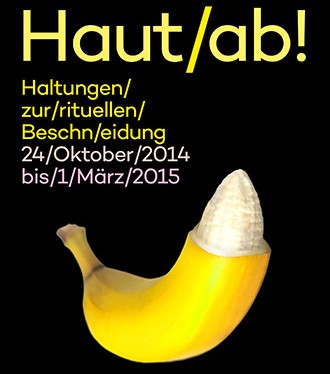 Haut/ab!
Haltungen/
zur/rituellen/
Beschn/eidung
24/Oktober/2014
bis/1/März/2015